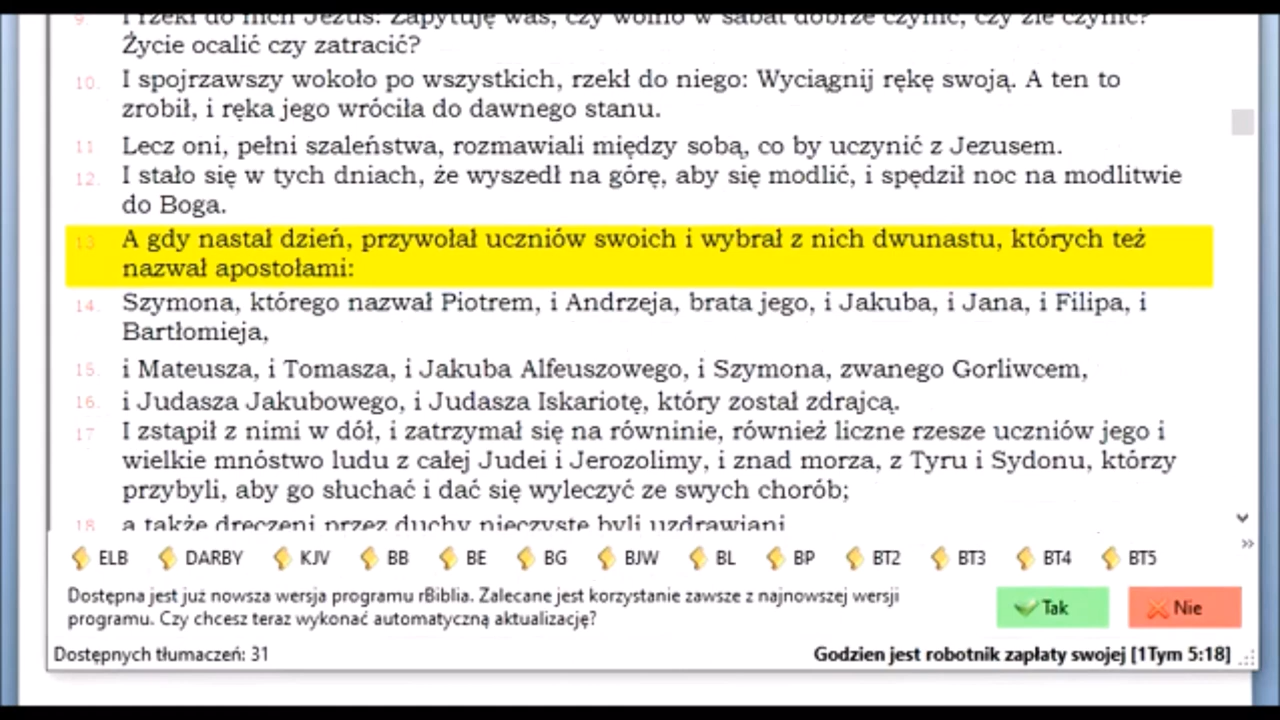 9. I rzekł do nich Jezus: Zapytuję was, czy wolno w sabat dobrze czynić, czy źle czynić?
Życie ocalić czy zatracić?
10. I spojrzawszy wokoło po wszystkich, rzekł do niego: Wyciągnij rękę swoją. A ten to
zrobił, i ręka jego wróciła do dawnego stanu.
11 Lecz oni, pełni szaleństwa, rozmawiali między sobą, co by uczynić z Jezusem.
12. I stało się w tych dniach, że wyszedł na górę, aby się modlić, i spędził noc na modlitwie
do Boga.
13 A gdy nastał dzień, przywołał uczniów swoich i wybrał z nich dwunastu, których też
nazwał apostołami:
14. Szymona, którego nazwał Piotrem, i Andrzeja, brata jego, i Jakuba, i Jana, i Filipa, i
Bartłomieja,
15. i Mateusza, i Tomasza, i Jakuba Alfeuszowego, i Szymona, zwanego Gorliwcem,
16. i Judasza Jakubowego, i Judasza Iskariotę, który został zdrajcą.
17 I zstąpił z nimi w dół, i zatrzymał się na równinie, również liczne rzesze uczniów jego i
wielkie mnóstwo ludu z całej Judei i Jerozolimy, i znad morza, z Tyru i Sydonu, którzy
przybyli, aby go słuchać i dać się wyleczyć ze swych chorób;
18 a także dręczeni przez duchy nieczyste byli uzdrawiani
ELB DARBY KJV BB BE BG BJW BL BP BT2 BT3 BT4 BT5
Dostępna jest już nowsza wersja programu rBiblia. Zalecane jest korzystanie zawsze z najnowszej wersji
programu. Czy chcesz teraz wykonać automatyczną aktualizację?
Tak Nie
Dostępnych tłumaczeń: 31 Godzien jest robotnik zapłaty swojej [1Tym 5:18]